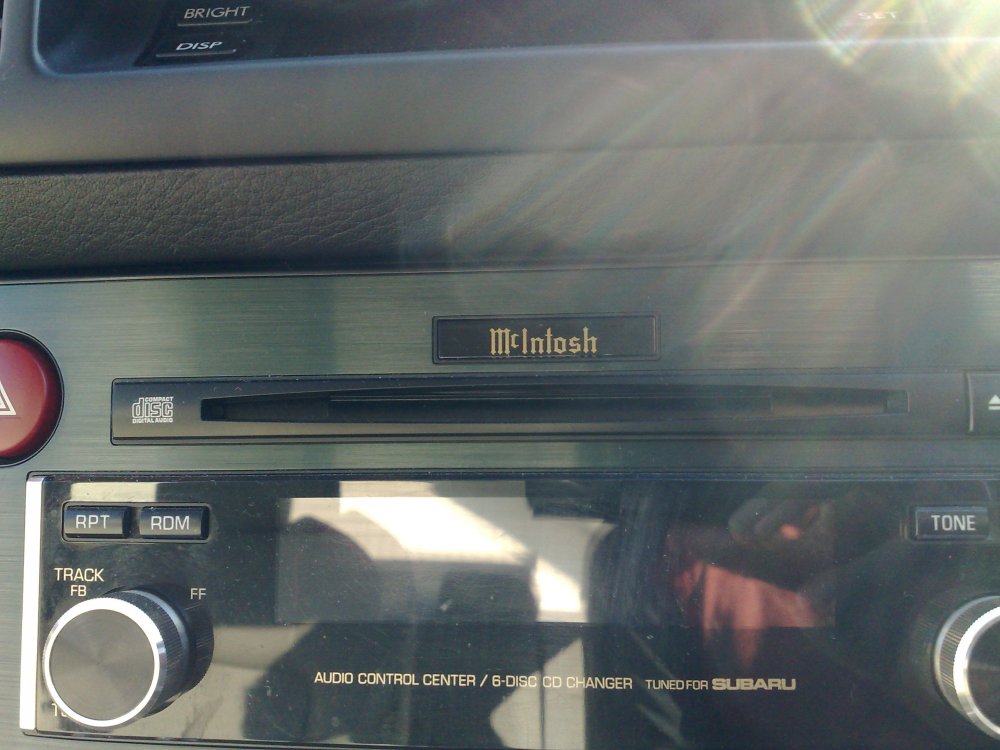 BRIGHT
DISP
SET
McIntosh
COMPACT
disc
DIGITAL AUDIO
RPT RDM TONE
TRACK
FB FF
AUDIO CONTROL CENTER / 6-DISC CD CHANGER TUNED FOR SUBARU